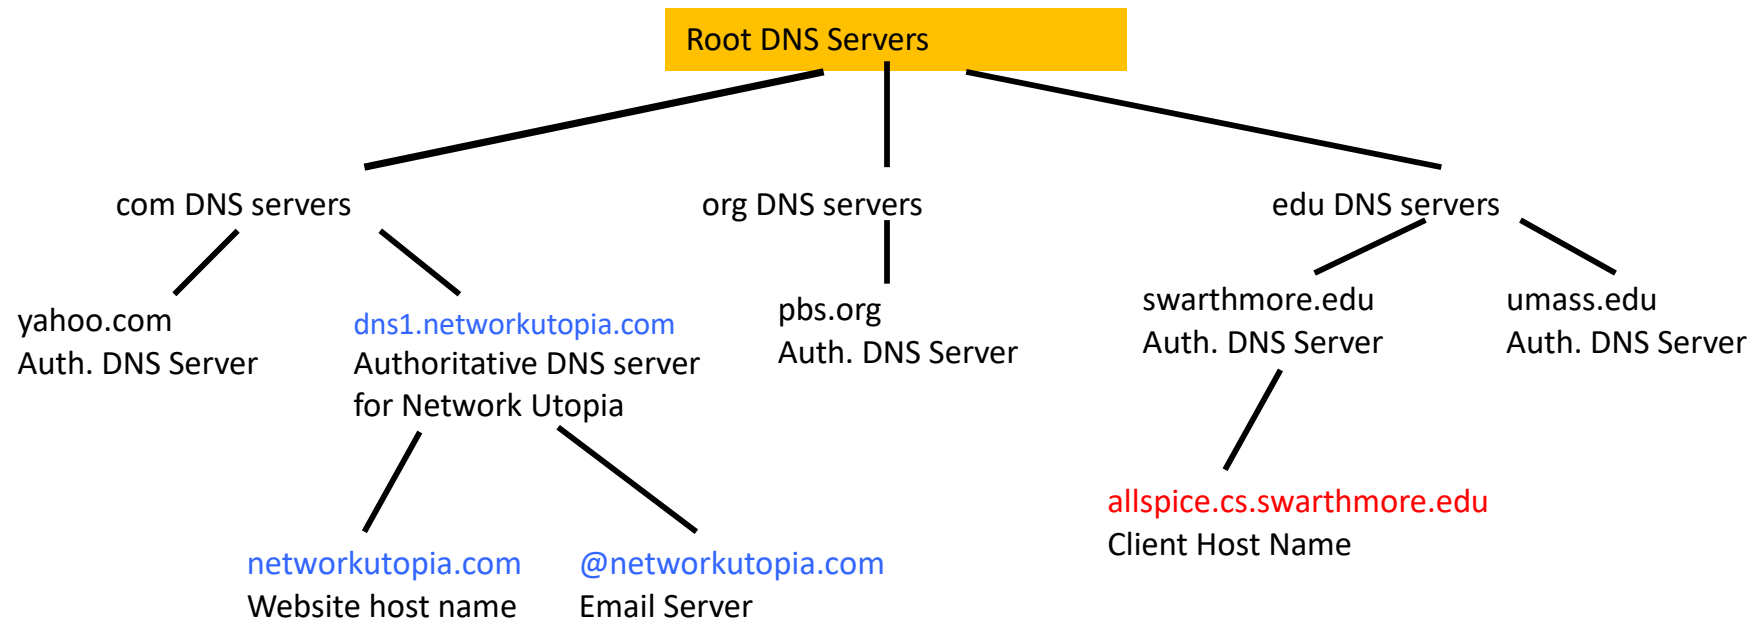 Root DNS Servers
com DNS servers
org DNS servers
edu DNS servers
yahoo.com
Auth. DNS Server
dns1.networkutopia.com
Authoritative DNS server
for Network Utopia
pbs.org
Auth. DNS Server
swarthmore.edu
Auth. DNS Server
umass.edu
Auth. DNS Server
networkutopia.com
Website host name
@networkutopia.com
Email Server
allspice.cs.swarthmore.edu
Client Host Name